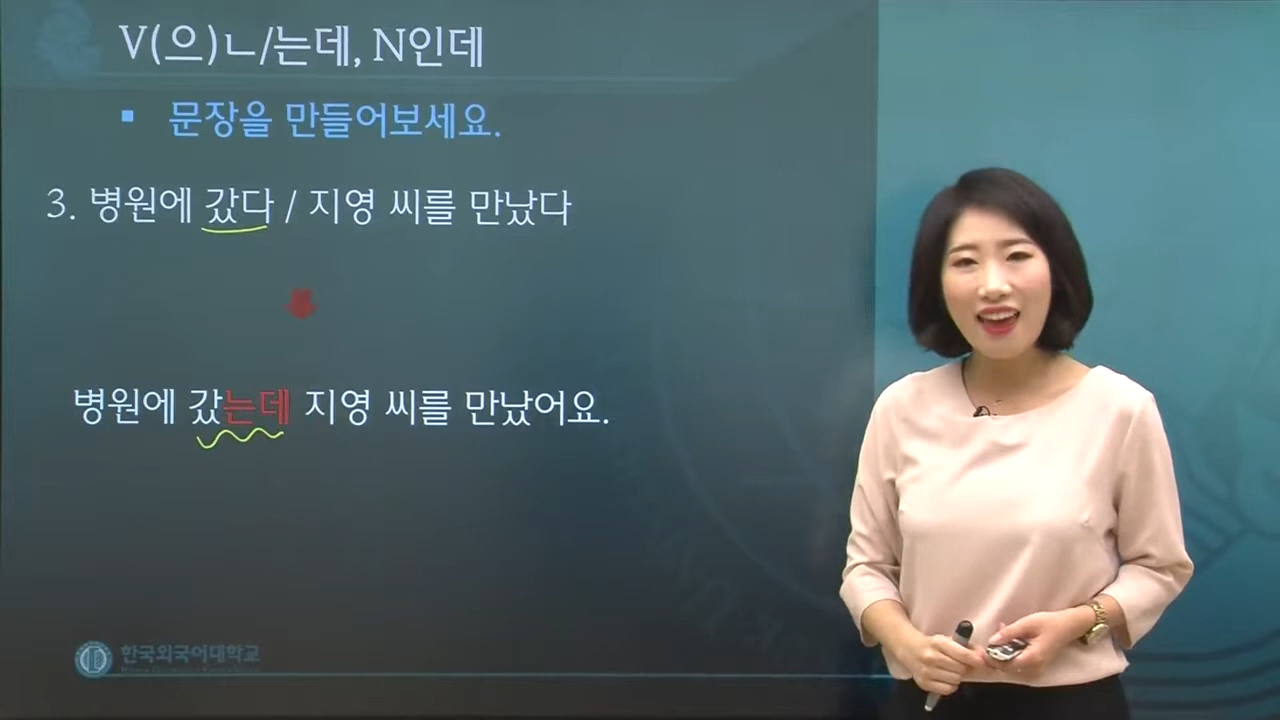 V(으)ㄴ/는데, N인데
▪ 문장을 만들어보세요.
3. 병원에 갔다 / 지영 씨를 만났다
병원에 갔는데 지영 씨를 만났어요.
한국외국어대학교